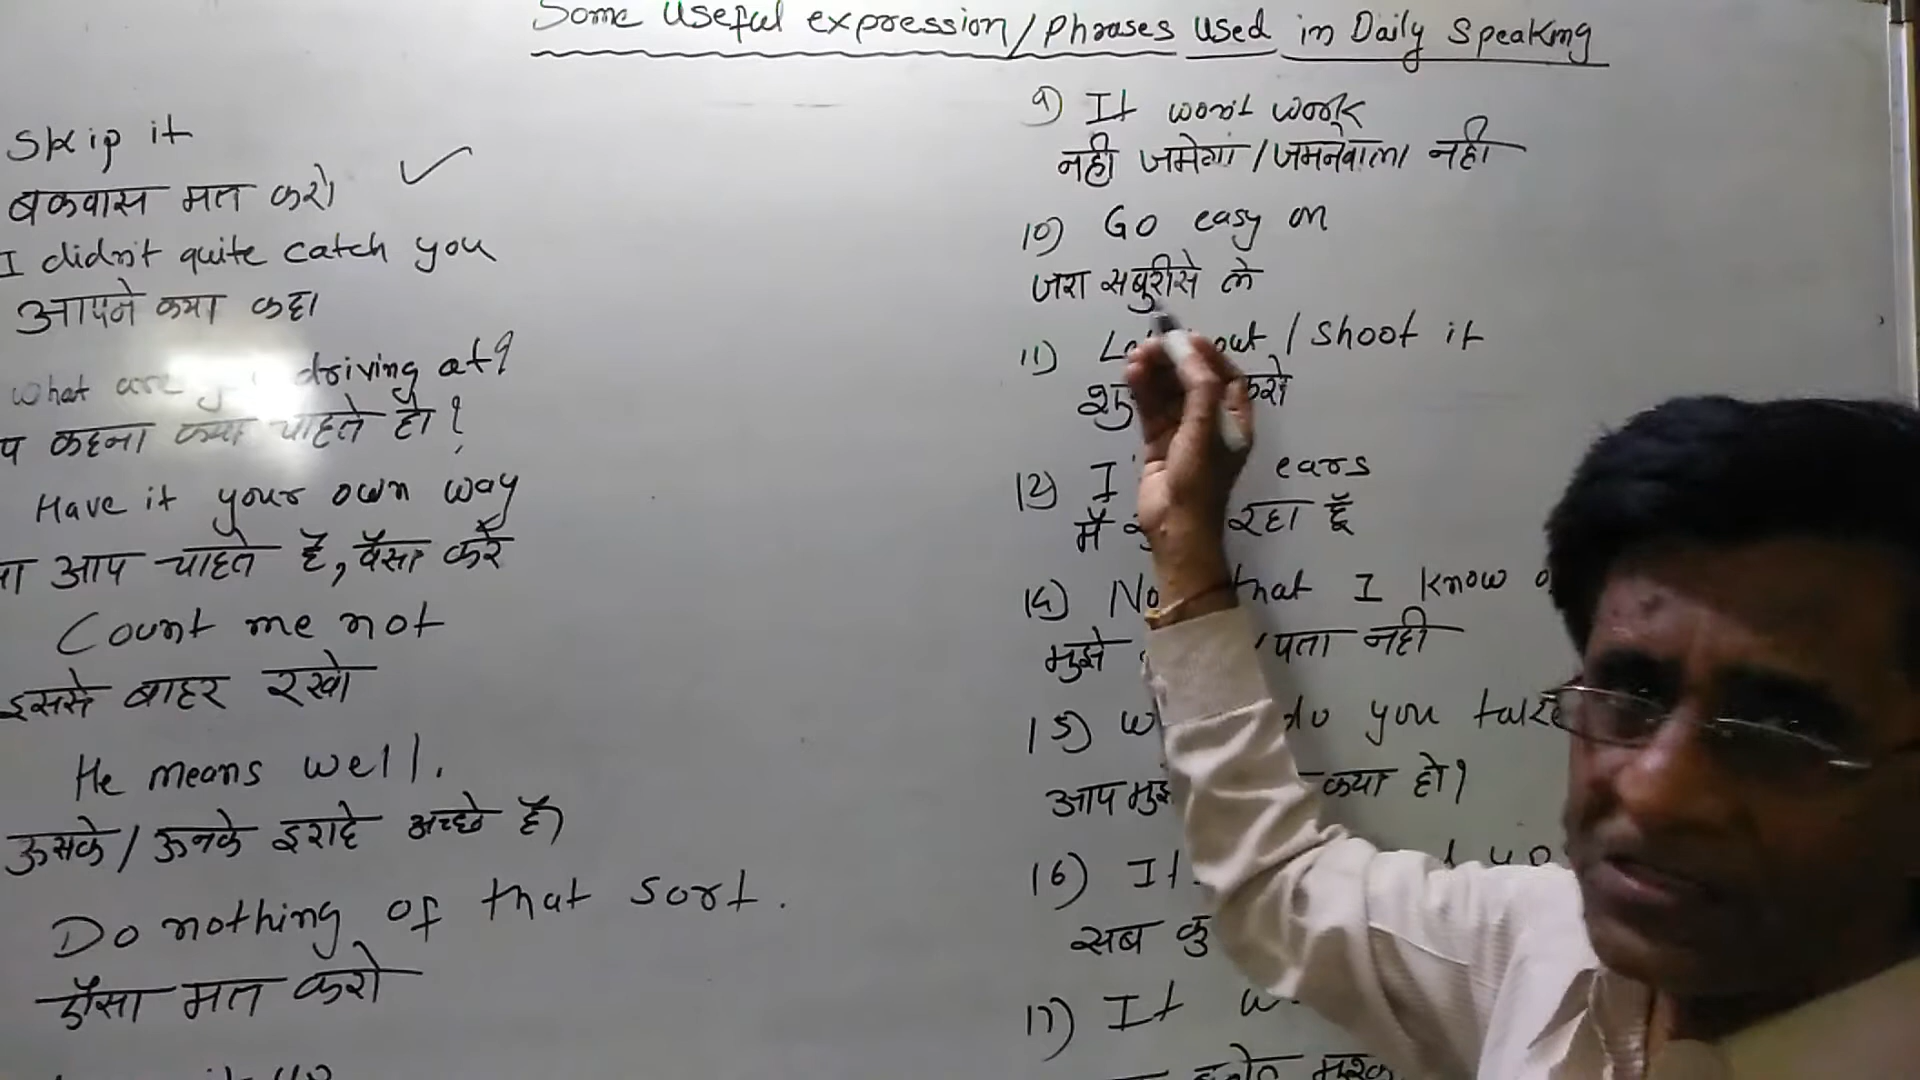 Some Useful expression/Phrases Used in Daily Speaking
Skip it
बकवास मत करो
I didn't quite catch you
आपने क्या कहा
What are driving at?
कहना क्या चाहते हो?
Have it your own way
आप चाहते है, वैसा करे
Count me not
इससे बाहर रखो
He means well.
ऊसके/ऊनके इरादे अच्छे है
Do nothing of that sort.
ऐसा मत करो
9) It won't work
नही जमेगा/जमनेवाला नही
10) Go easy on
जरा सबुरीसे ले
11) out / Shoot it
करो
12) I ears
मै रहा हूँ
14) that I know
मुझे पता नही
15) do you take
आप क्या हो?
16) It
सब
17) It